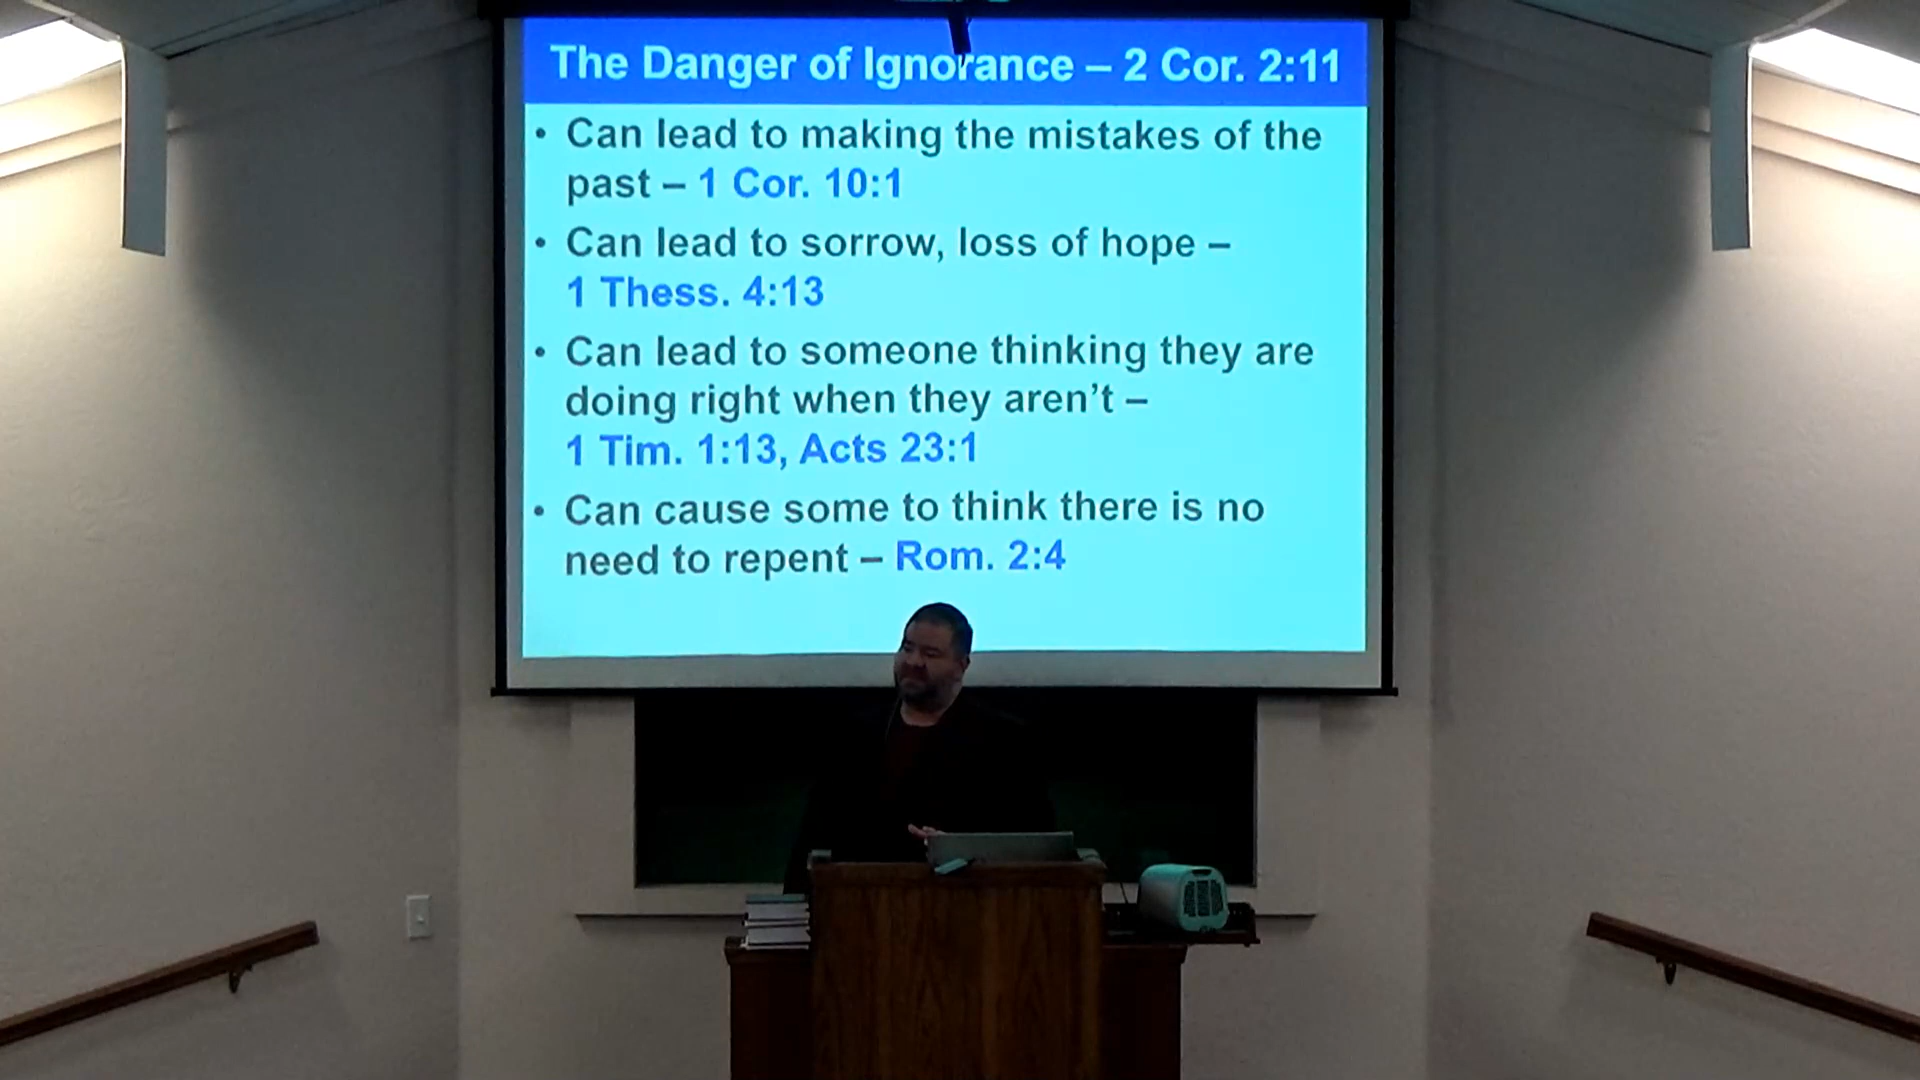 The Danger of Ignorance – 2 Cor. 2:11
• Can lead to making the mistakes of the
past – 1 Cor. 10:1
• Can lead to sorrow, loss of hope –
1 Thess. 4:13
• Can lead to someone thinking they are
doing right when they aren’t –
1 Tim. 1:13, Acts 23:1
• Can cause some to think there is no
need to repent – Rom. 2:4